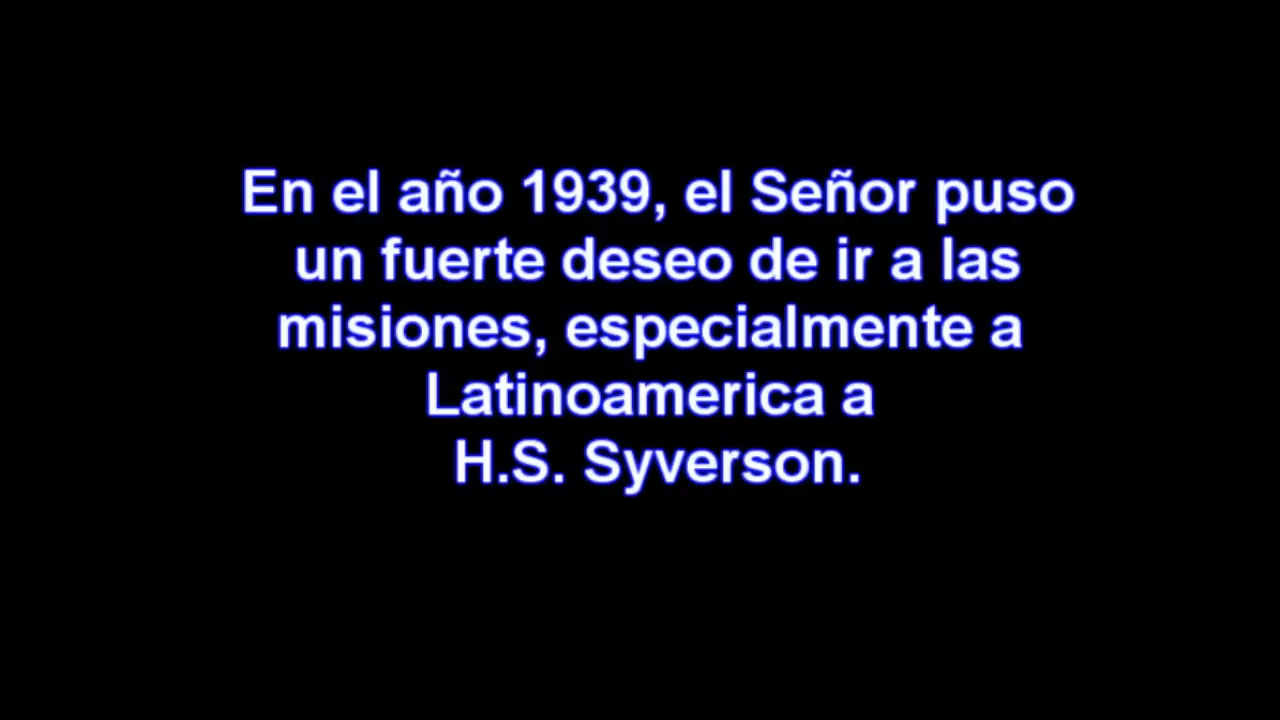 En el año 1939, el Señor puso
un fuerte deseo de ir a las
misiones, especialmente a
Latinoamerica a
H.S. Syverson.